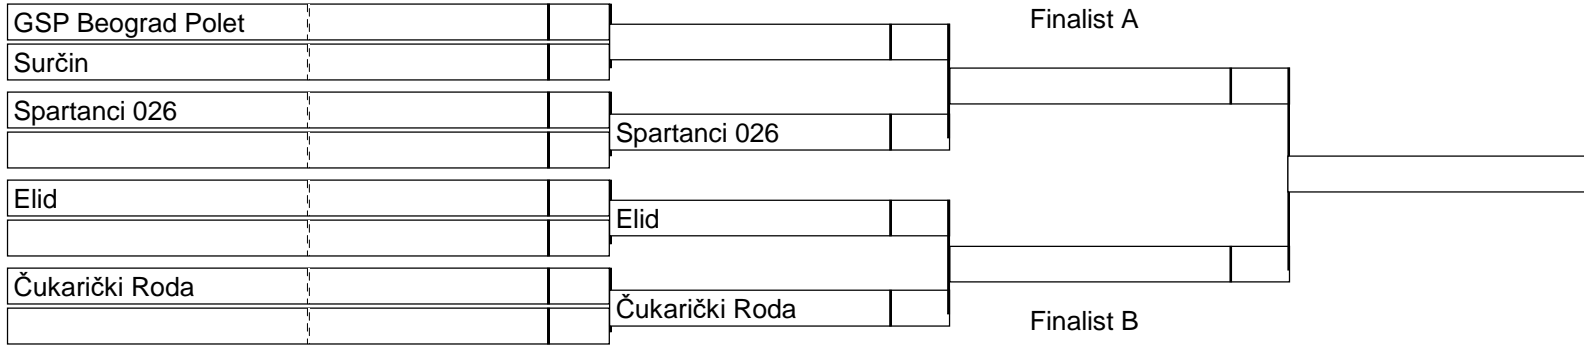 GSP Beograd Polet
Surčin
Spartanci 026
Elid
Čukarički Roda
Spartanci 026
Elid
Čukarički Roda
Finalist A
Finalist B